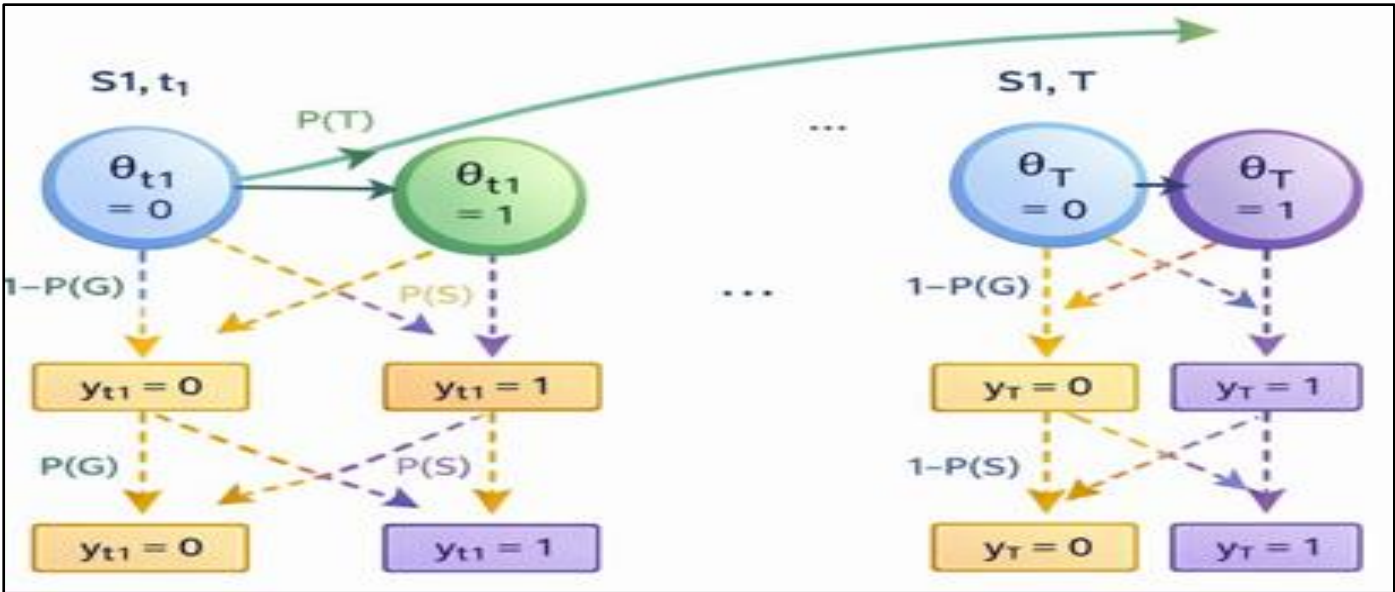 S1, t₁
S1, T
P(T)
...
θt1
= 0
θt1
= 1
θT
= 0
θT
= 1
1–P(G)
P(S)
...
1–P(G)
yt1 = 0
yt1 = 1
yT = 0
yT = 1
P(G)
P(S)
1–P(S)
yt1 = 0
yt1 = 1
yT = 0
yT = 1